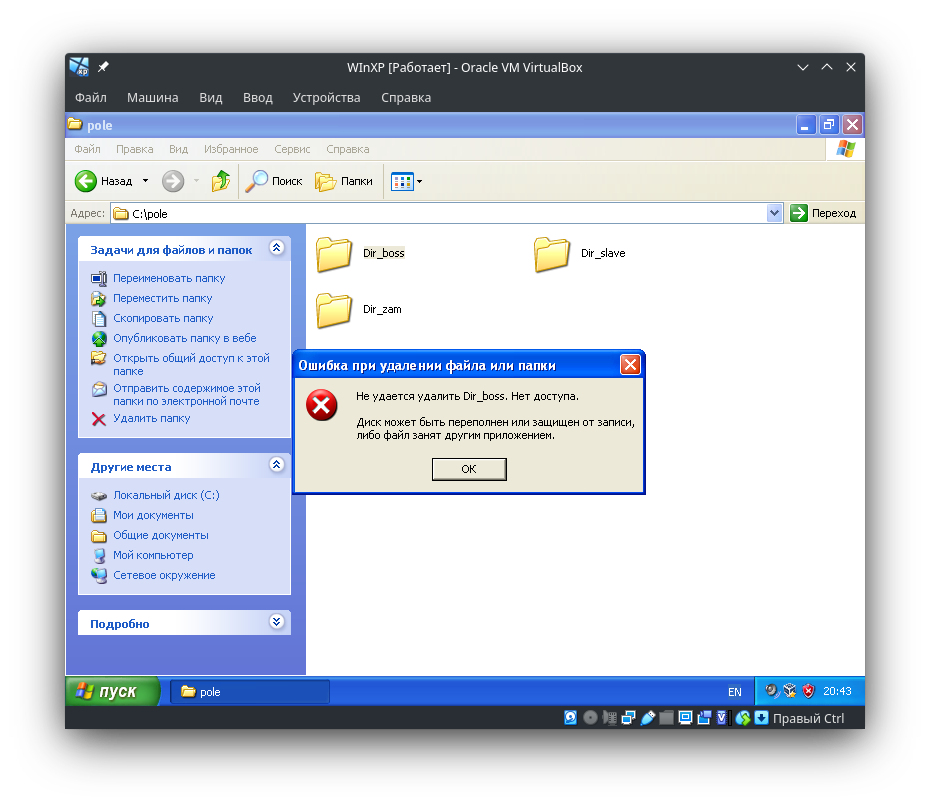 WInXP [Работает] - Oracle VM VirtualBox
Файл Машина Вид Ввод Устройства Справка
pole
Файл Правка Вид Избранное Сервис Справка
Назад Поиск Папки
Адрес: C:\pole Переход
Задачи для файлов и папок
Переименовать папку
Переместить папку
Скопировать папку
Опубликовать папку в вебе
Открыть общий доступ к этой
папке
Отправить содержимое этой
папки по электронной почте
Удалить папку
Другие места
Локальный диск (C:)
Мои документы
Общие документы
Мой компьютер
Сетевое окружение
Подробно
Dir_boss Dir_slave
Dir_zam
Ошибка при удалении файла или папки
Не удается удалить Dir_boss. Нет доступа.
Диск может быть переполнен или защищен от записи,
либо файл занят другим приложением.
OK
пуск pole EN 20:43
Правый Ctrl